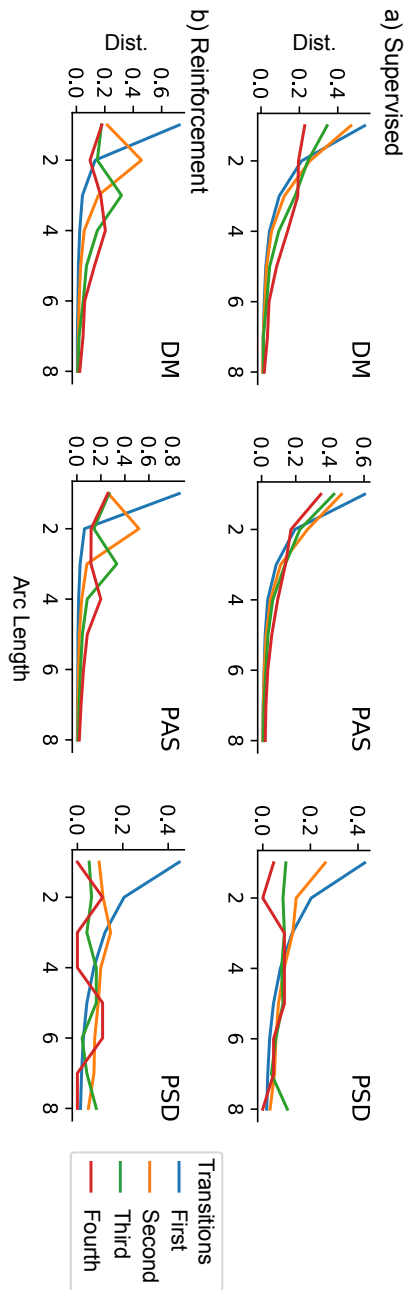 a) Supervised
Dist.
0.0 0.2 0.4
2 4 6 8
DM
0.0 0.2 0.4 0.6
2 4 6 8
PAS
0.0 0.2 0.4
2 4 6 8
PSD
b) Reinforcement
Dist.
0.0 0.2 0.4 0.6
2 4 6 8
DM
0.0 0.2 0.4 0.6 0.8
2 4 6 8
PAS
0.0 0.2 0.4
2 4 6 8
PSD
Arc Length
Transitions
First
Second
Third
Fourth